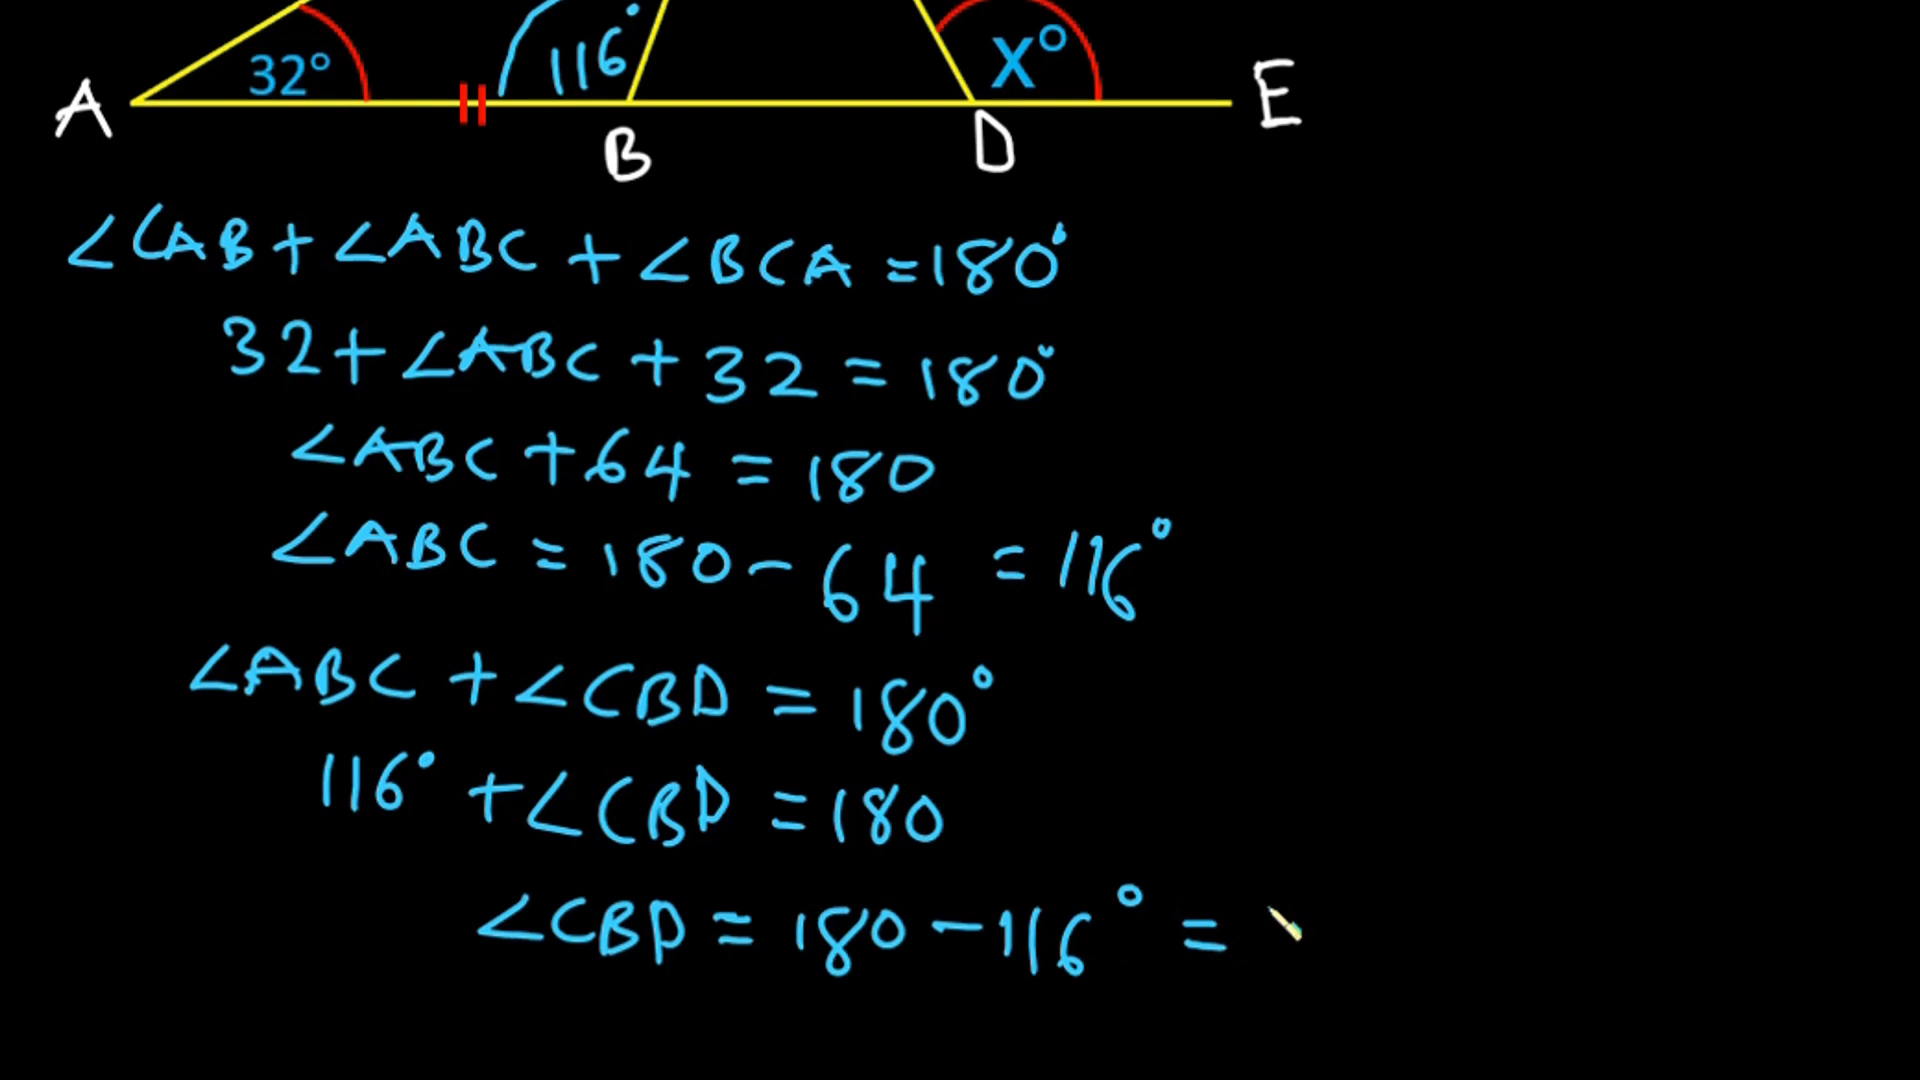 32° 116° X°
A B D E
∠CAB + ∠ABC + ∠BCA = 180°
32 + ∠ABC + 32 = 180°
∠ABC + 64 = 180
∠ABC = 180 - 64 = 116°
∠ABC + ∠CBD = 180°
116° + ∠CBD = 180
∠CBD = 180 - 116° =